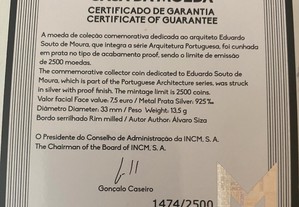 CERTIFICADO DE GARANTIA
CERTIFICATE OF GUARANTEE
A moeda de coleção comemorativa dedicada ao arquiteto Eduardo
Souto de Moura, que integra a série Arquitetura Portuguesa, foi cunhada
em prata no tipo de acabamento proof, sendo o limite de emissão
de 2500 moedas.
The commemorative collector coin dedicated to Eduardo Souto de
Moura, which is part of the Portuguese Architecture series, was struck
in silver with proof finish. The mintage limit is 2500 coins.
Valor facial Face value: 7,5 euro / Metal Prata Silver: 925 ‰
Diâmetro Diameter: 33 mm / Peso Weight: 13,5 g
Bordo serrilhado Rim milled / Autor Author: Álvaro Siza
O Presidente do Conselho de Administração da INCM, S. A.
The Chairman of the Board of INCM, S. A.
Gonçalo Caseiro
1474/2500